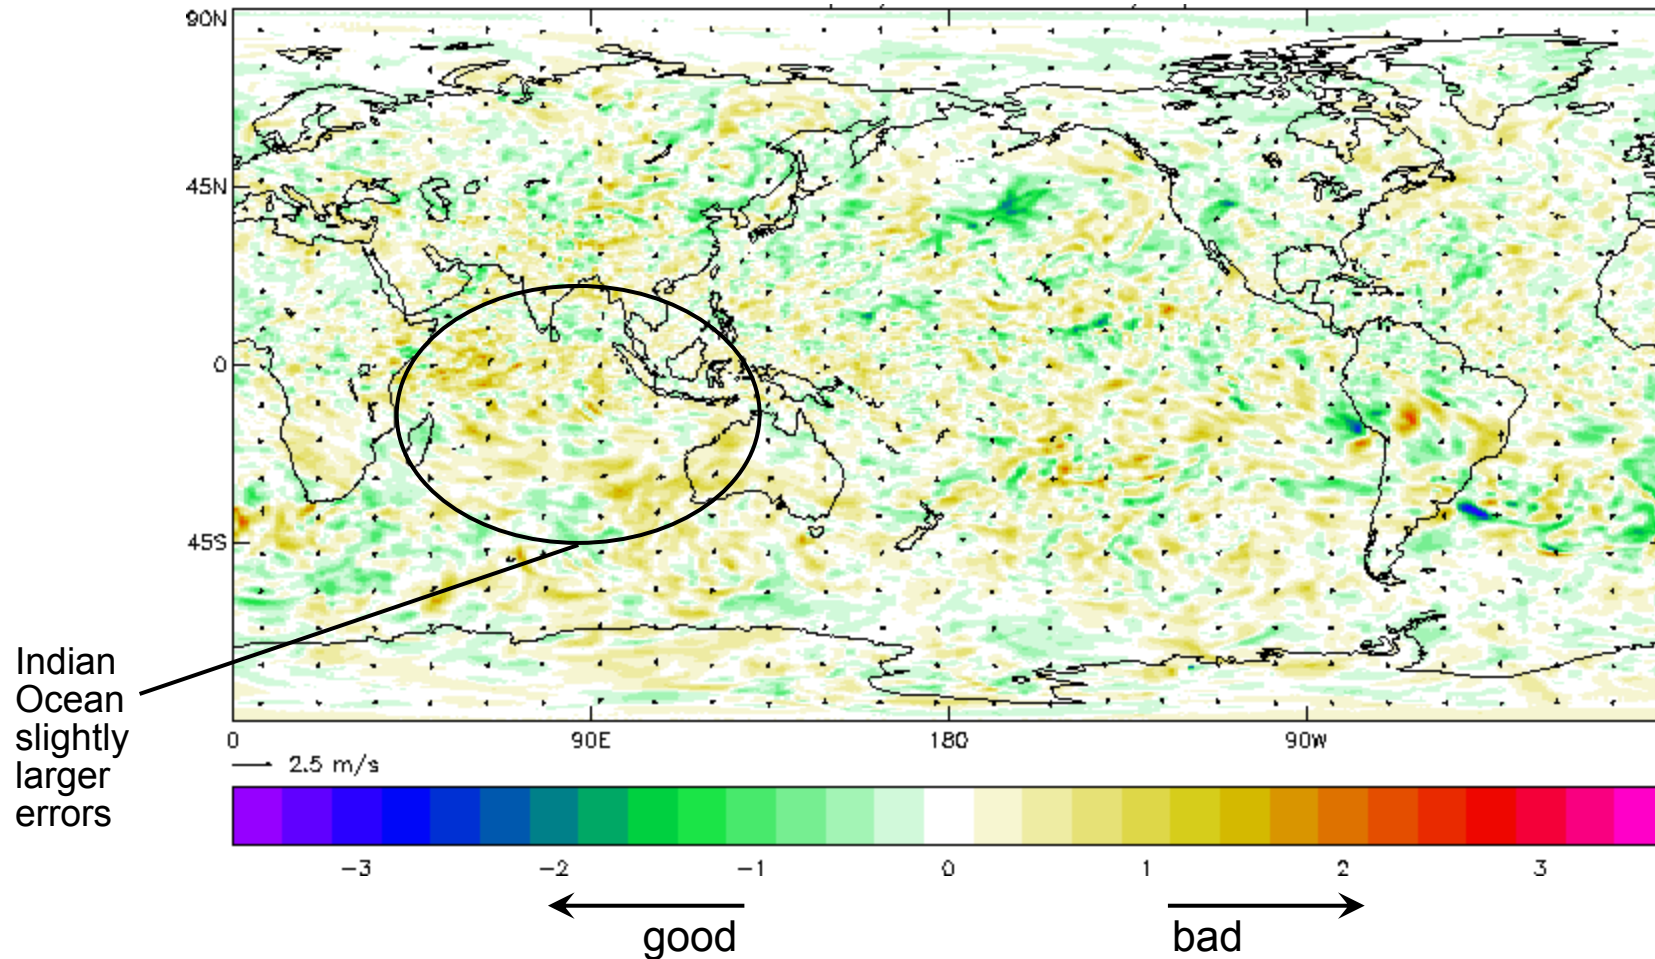 90N
45N
0
45S
Indian
Ocean
slightly
larger
errors
0 90E 180 90W
2.5 m/s
-3 -2 -1 0 1 2 3
good bad